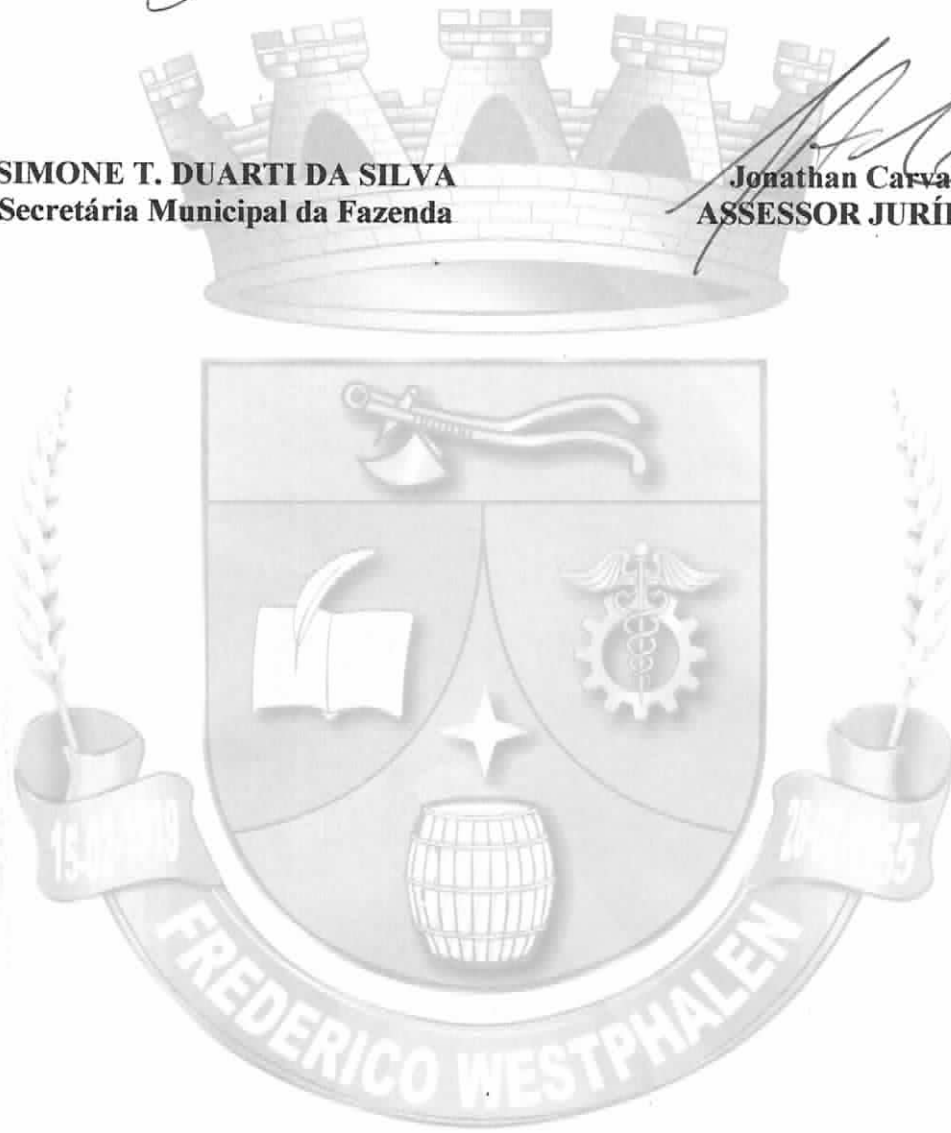 SIMONE T. DUARTI DA SILVA
Secretária Municipal da Fazenda
Jonathan Carva
ASSESSOR JURÍ
FREDERICO WESTPHALEN